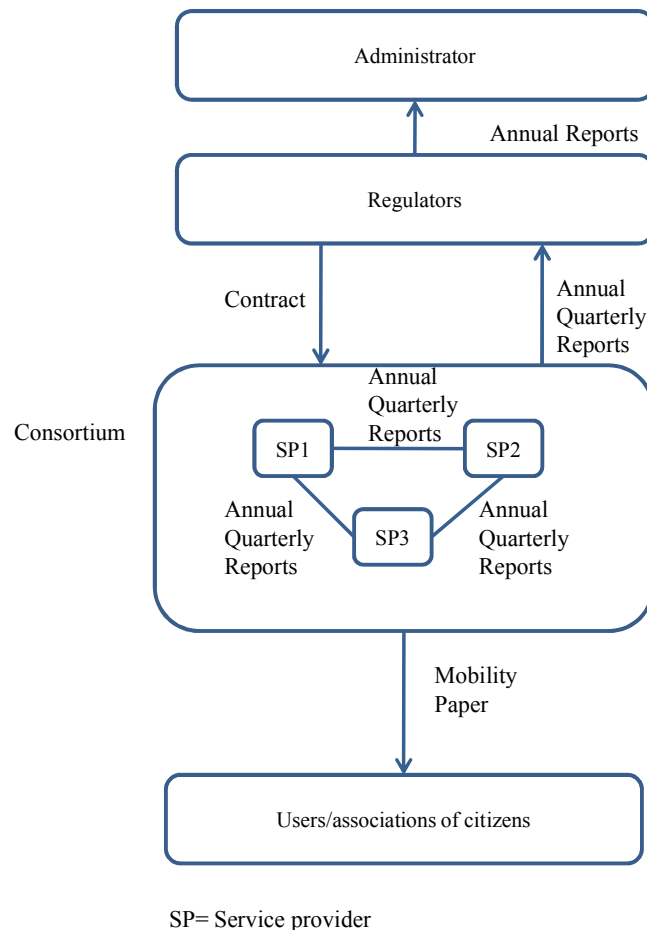 Administrator
Annual Reports
Regulators
Contract
Annual
Quarterly
Reports
Consortium
Annual
Quarterly
Reports
SP1
SP2
Annual
Quarterly
Reports
SP3
Annual
Quarterly
Reports
Mobility
Paper
Users/associations of citizens
SP= Service provider